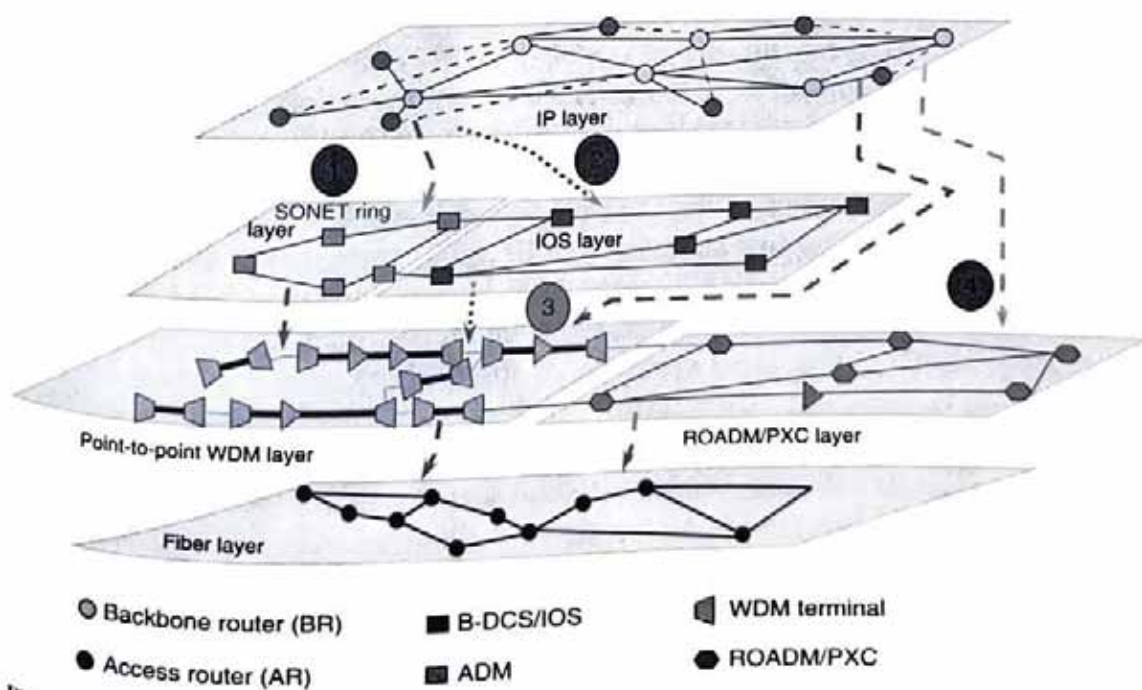 IP layer
1
2
SONET ring
layer
IOS layer
3
4
Point-to-point WDM layer
ROADM/PXC layer
Fiber layer
Backbone router (BR)
B-DCS/IOS
WDM terminal
Access router (AR)
ADM
ROADM/PXC